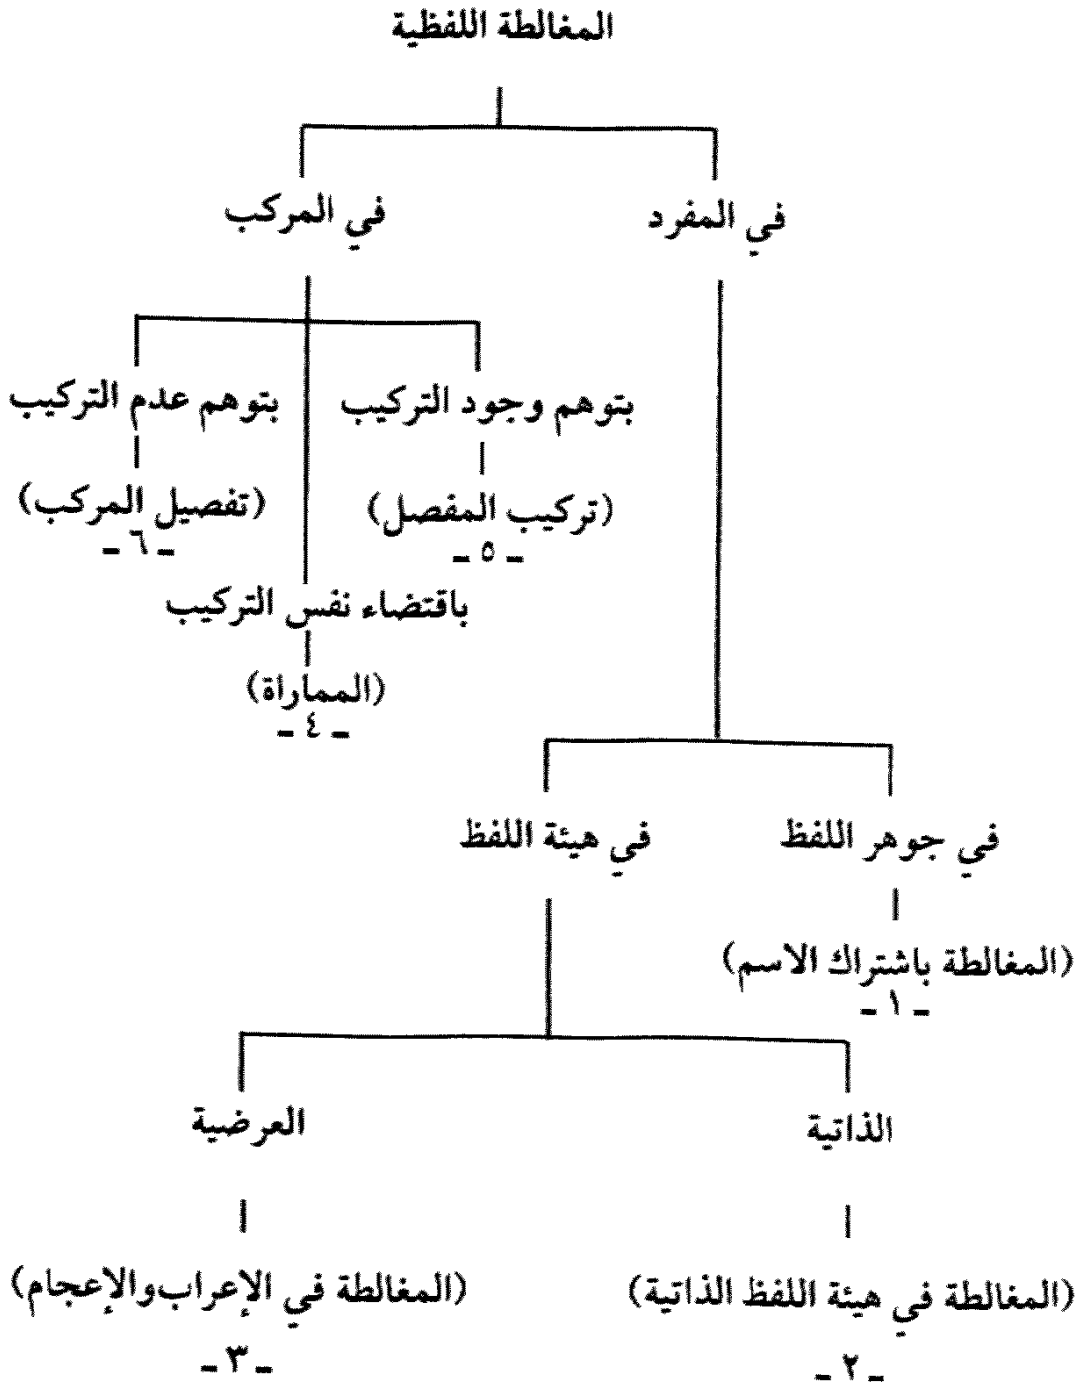 المغالطة اللفظية
في المفرد
في المركب
بتوهم وجود التركيب
بتوهم عدم التركيب
(تركيب المفصل)
(تفصيل المركب)
- ٥ -
- ٦ -
باقتضاء نفس التركيب
(المماراة)
- ٤ -
في جوهر اللفظ
في هيئة اللفظ
(المغالطة باشتراك الاسم)
- ١ -
الذاتية
العرضية
(المغالطة في هيئة اللفظ الذاتية)
(المغالطة في الإعراب والإعجام)
- ٢ -
- ٣ -